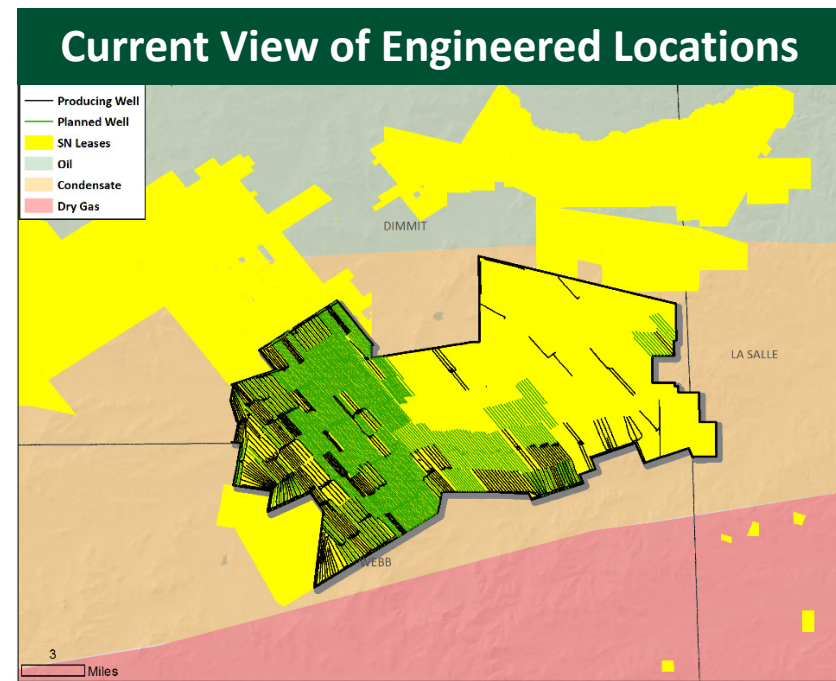 Current View of Engineered Locations
Producing Well
Planned Well
SN Leases
Oil
Condensate
Dry Gas
DIMMIT
LA SALLE
WEBB
3
Miles